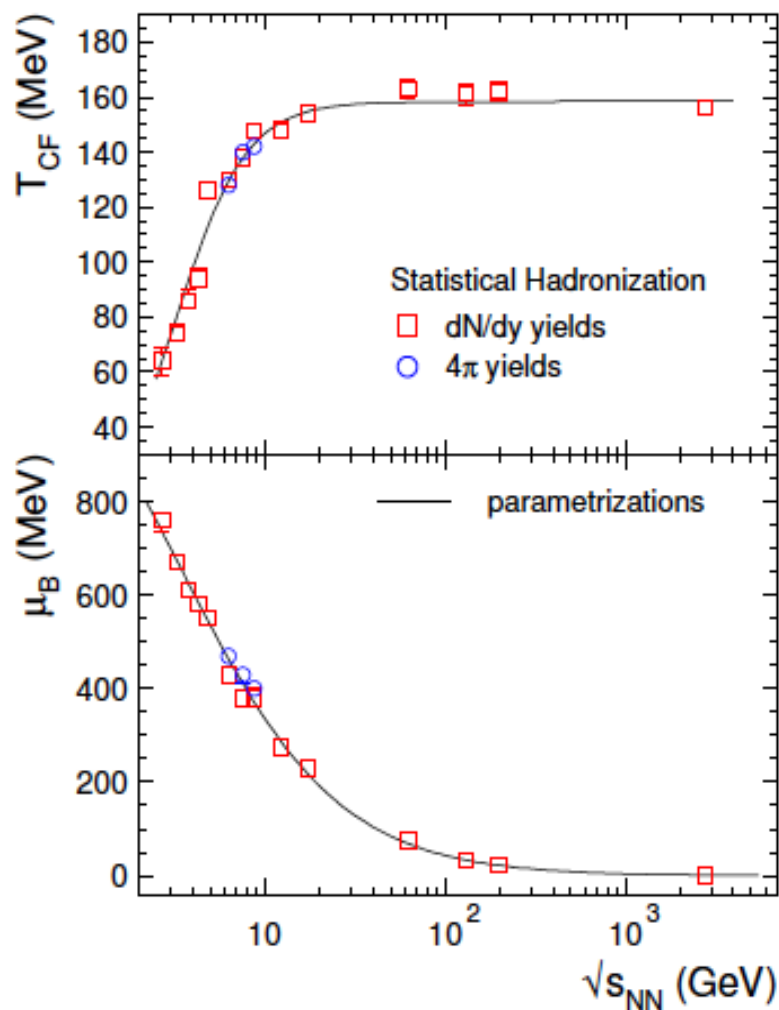 T_CF (MeV)
180
160
140
120
100
80
60
40
Statistical Hadronization
dN/dy yields
4π yields
μ_B (MeV)
800
600
400
200
0
parametrizations
10
10^2
10^3
√s_NN (GeV)